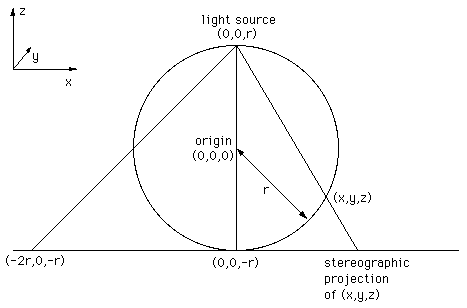 z
light source
(0,0,r)
y
x
origin
(0,0,0)
r
(x,y,z)
(-2r,0,-r)
(0,0,-r)
stereographic
projection
of (x,y,z)